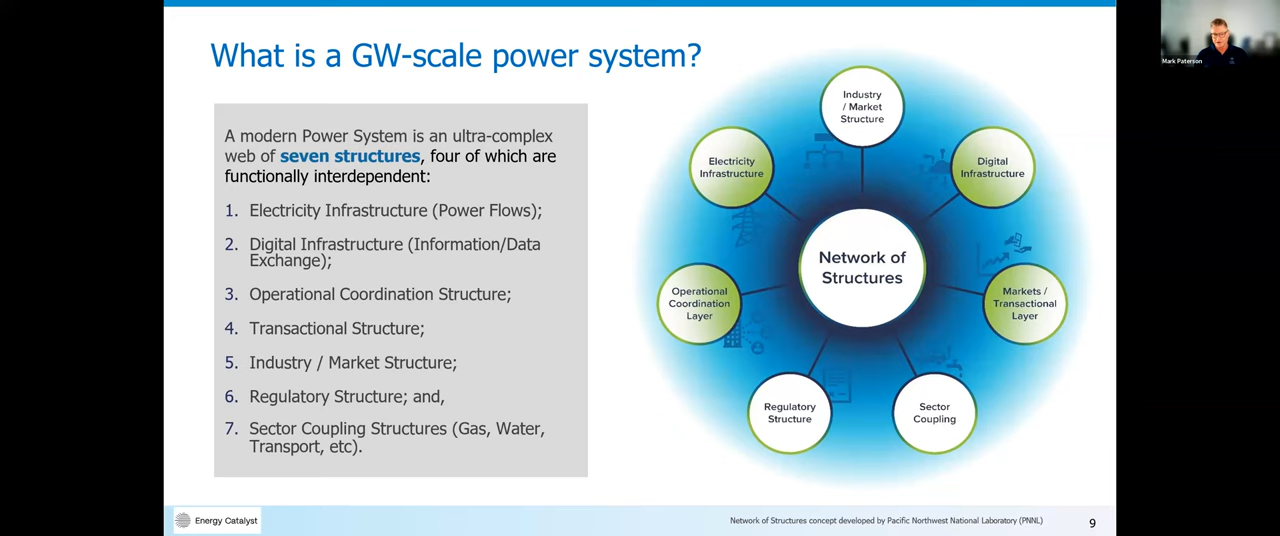 What is a GW-scale power system?
A modern Power System is an ultra-complex
web of seven structures, four of which are
functionally interdependent:
1. Electricity Infrastructure (Power Flows);
2. Digital Infrastructure (Information/Data
Exchange);
3. Operational Coordination Structure;
4. Transactional Structure;
5. Industry / Market Structure;
6. Regulatory Structure; and,
7. Sector Coupling Structures (Gas, Water,
Transport, etc).
Industry
/ Market
Structure
Electricity
Infrastructure
Digital
Infrastructure
Network of
Structures
Operational
Coordination
Layer
Markets /
Transactional
Layer
Regulatory
Structure
Sector
Coupling
Mark Paterson
Energy Catalyst
Network of Structures concept developed by Pacific Northwest National Laboratory (PNNL)
9